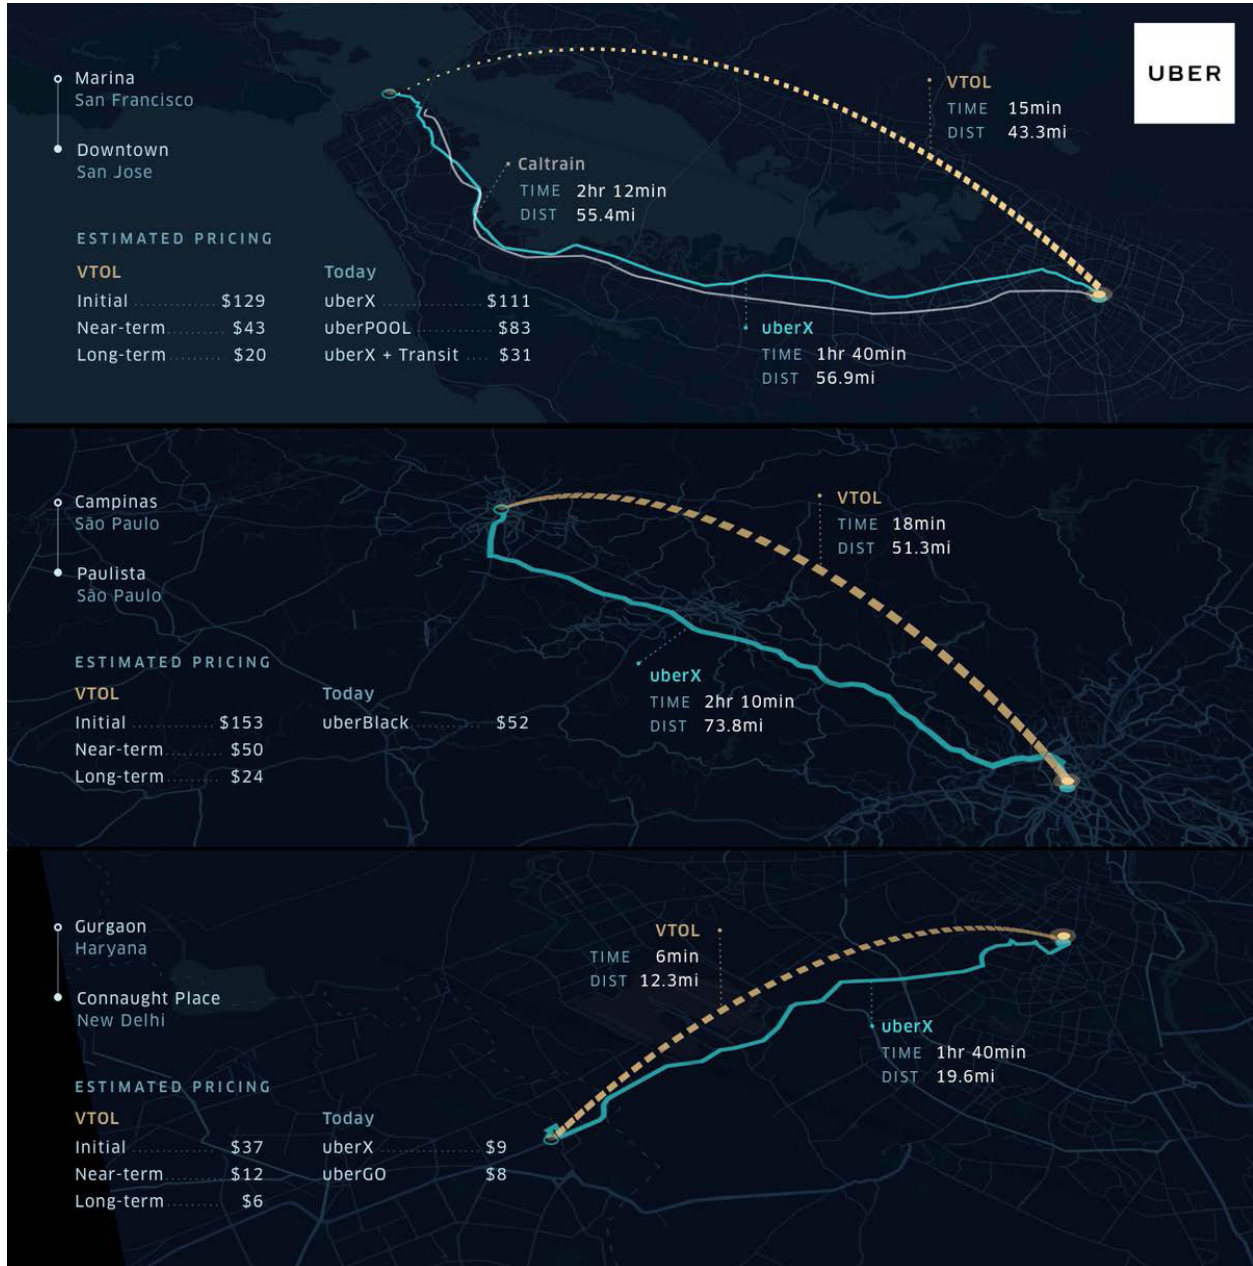 UBER
Marina
San Francisco
Downtown
San Jose
VTOL
TIME 15min
DIST 43.3mi
Caltrain
TIME 2hr 12min
DIST 55.4mi
uberX
TIME 1hr 40min
DIST 56.9mi
ESTIMATED PRICING
VTOL Today
Initial $129 uberX $111
Near-term $43 uberPOOL $83
Long-term $20 uberX + Transit $31
Campinas
São Paulo
Paulista
São Paulo
VTOL
TIME 18min
DIST 51.3mi
uberX
TIME 2hr 10min
DIST 73.8mi
ESTIMATED PRICING
VTOL Today
Initial $153 uberBlack $52
Near-term $50
Long-term $24
Gurgaon
Haryana
Connaught Place
New Delhi
VTOL
TIME 6min
DIST 12.3mi
uberX
TIME 1hr 40min
DIST 19.6mi
ESTIMATED PRICING
VTOL Today
Initial $37 uberX $9
Near-term $12 uberGO $8
Long-term $6